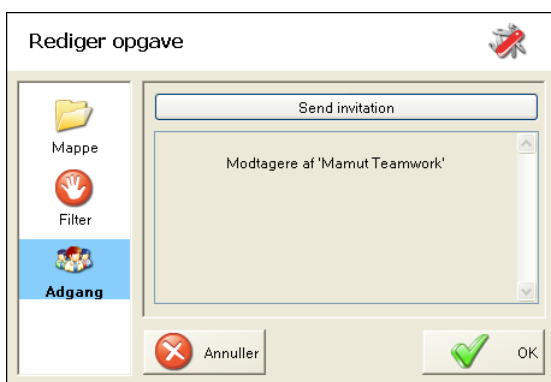 Rediger opgave
Mappe
Filter
Adgang
Send invitation
Modtagere af 'Mamut Teamwork'
Annuller
OK